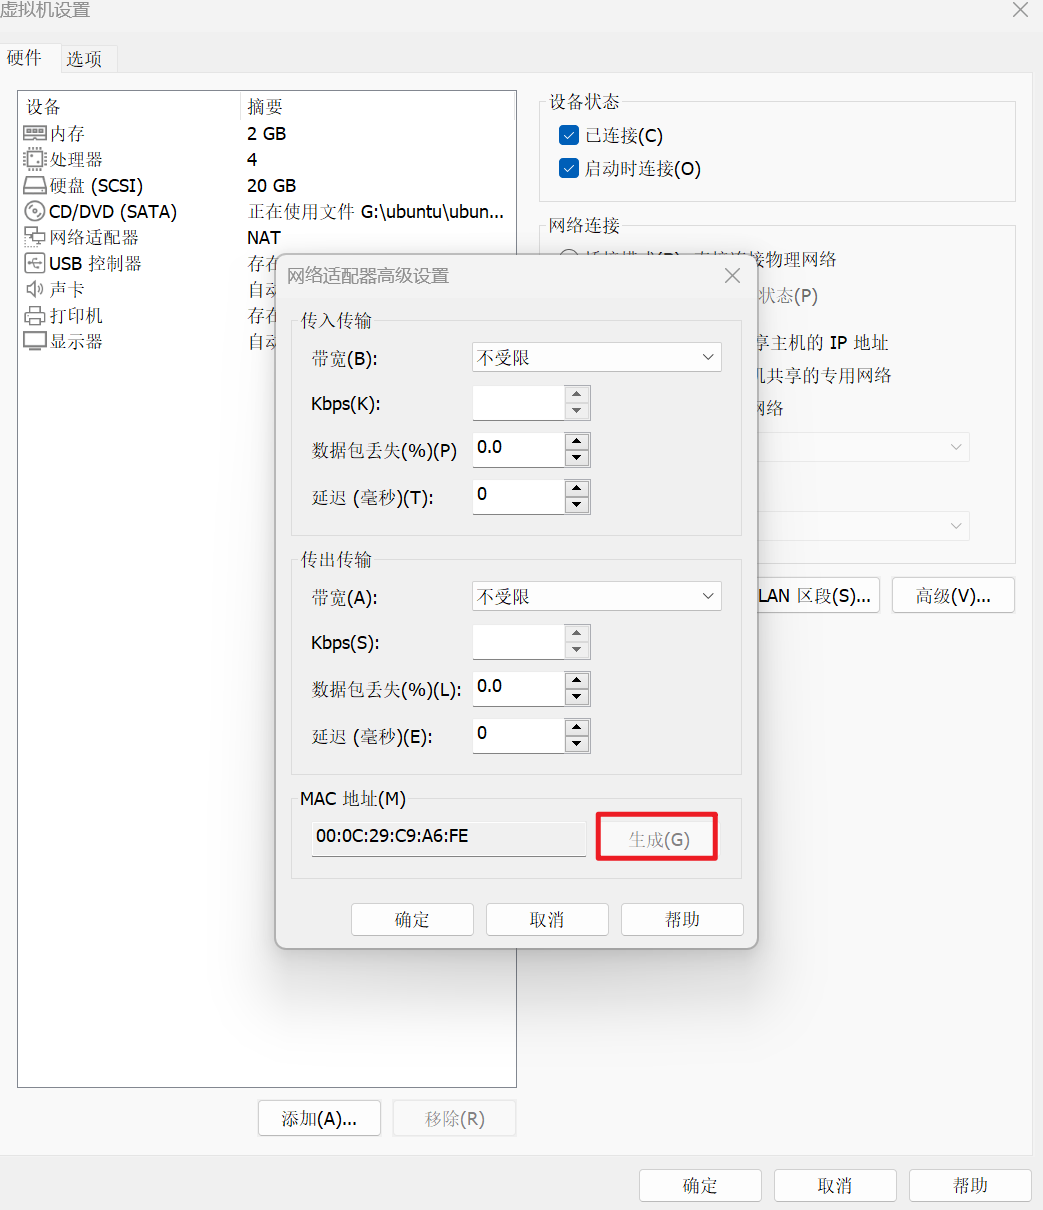 虚拟机设置
硬件 选项
设备 摘要
内存 2 GB
处理器 4
硬盘 (SCSI) 20 GB
CD/DVD (SATA) 正在使用文件 G:\ubuntu\ubun...
网络适配器 NAT
USB 控制器 存在
声卡 自动
打印机 存在
显示器 自动
添加(A)... 移除(R)
设备状态
已连接(C)
启动时连接(O)
网络连接
接物理网络
状态(P)
享主机的 IP 地址
机共享的专用网络
网络
LAN 区段(S)... 高级(V)...
网络适配器高级设置
传入传输
带宽(B): 不受限
Kbps(K):
数据包丢失(%)(P) 0.0
延迟 (毫秒)(T): 0
传出传输
带宽(A): 不受限
Kbps(S):
数据包丢失(%)(L): 0.0
延迟 (毫秒)(E): 0
MAC 地址(M)
00:0C:29:C9:A6:FE 生成(G)
确定 取消 帮助
确定 取消 帮助